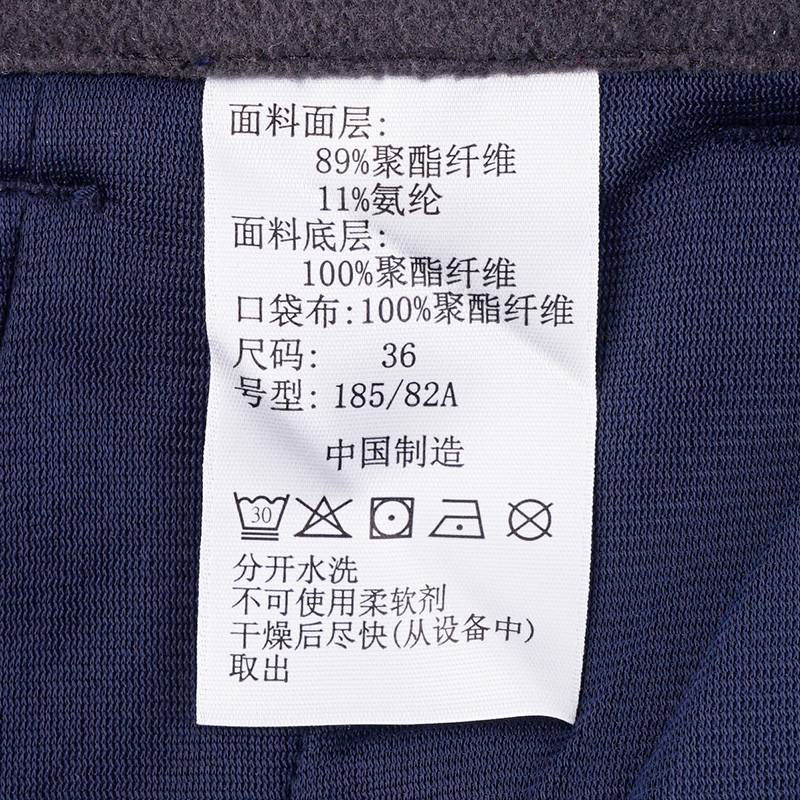 面料面层:
89%聚酯纤维
11%氨纶
面料底层:
100%聚酯纤维
口袋布:100%聚酯纤维
尺码: 36
号型: 185/82A
中国制造
30
分开水洗
不可使用柔软剂
干燥后尽快(从设备中)
取出